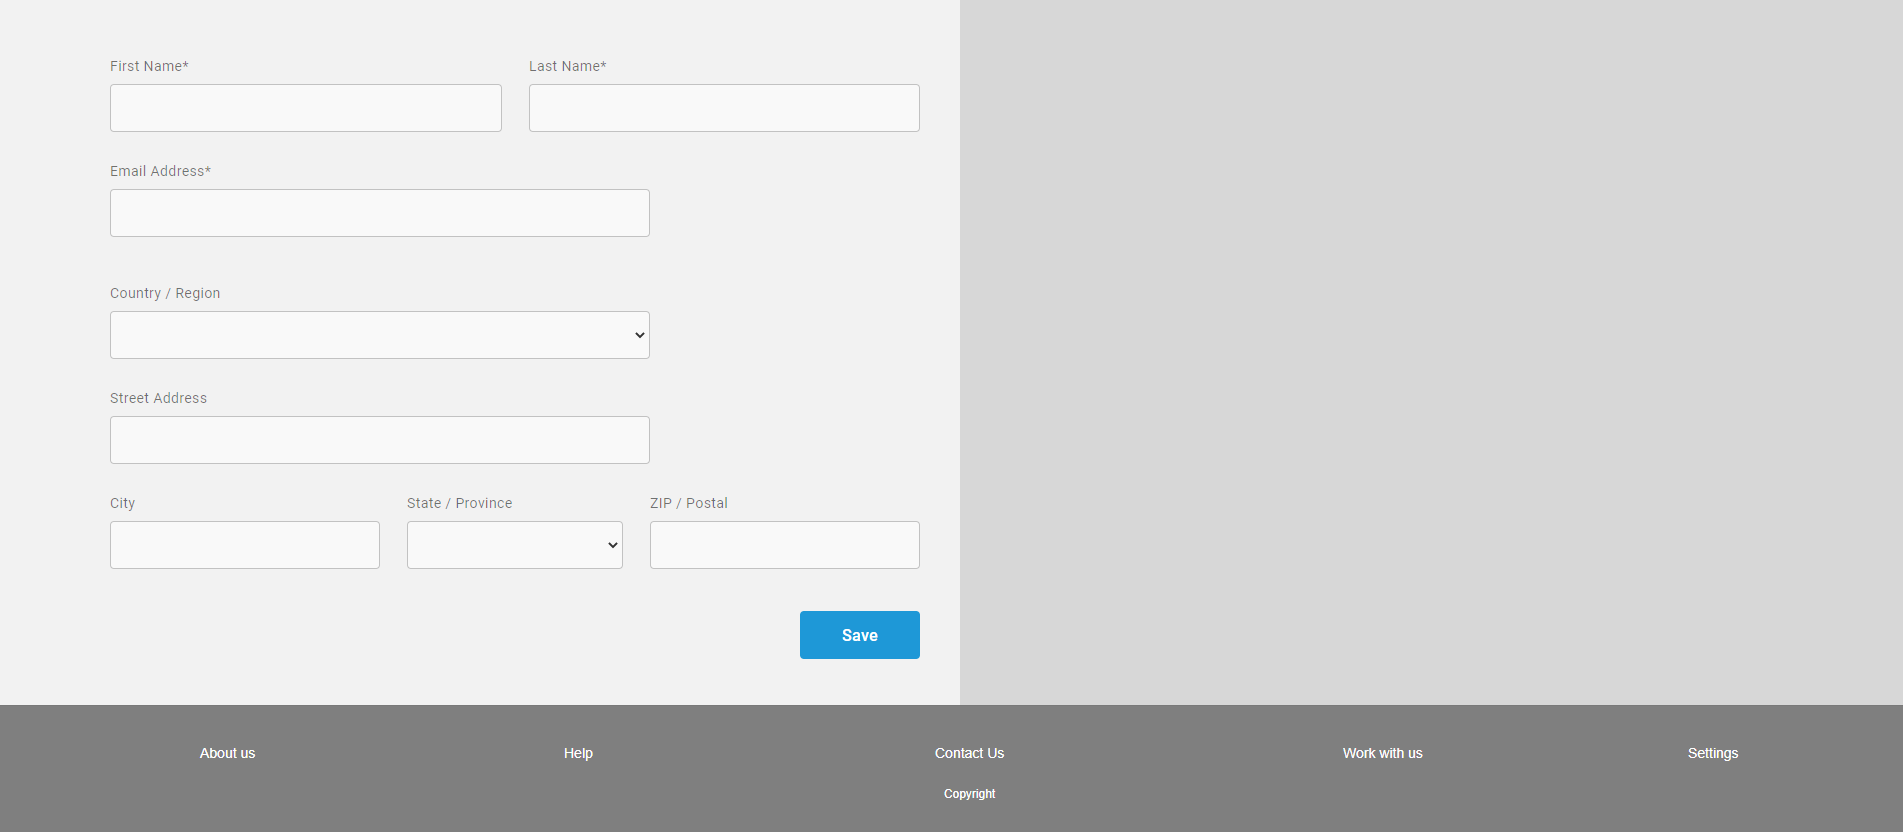 First Name*
Last Name*
Email Address*
Country / Region
Street Address
City
State / Province
ZIP / Postal
Save
About us
Help
Contact Us
Work with us
Settings
Copyright